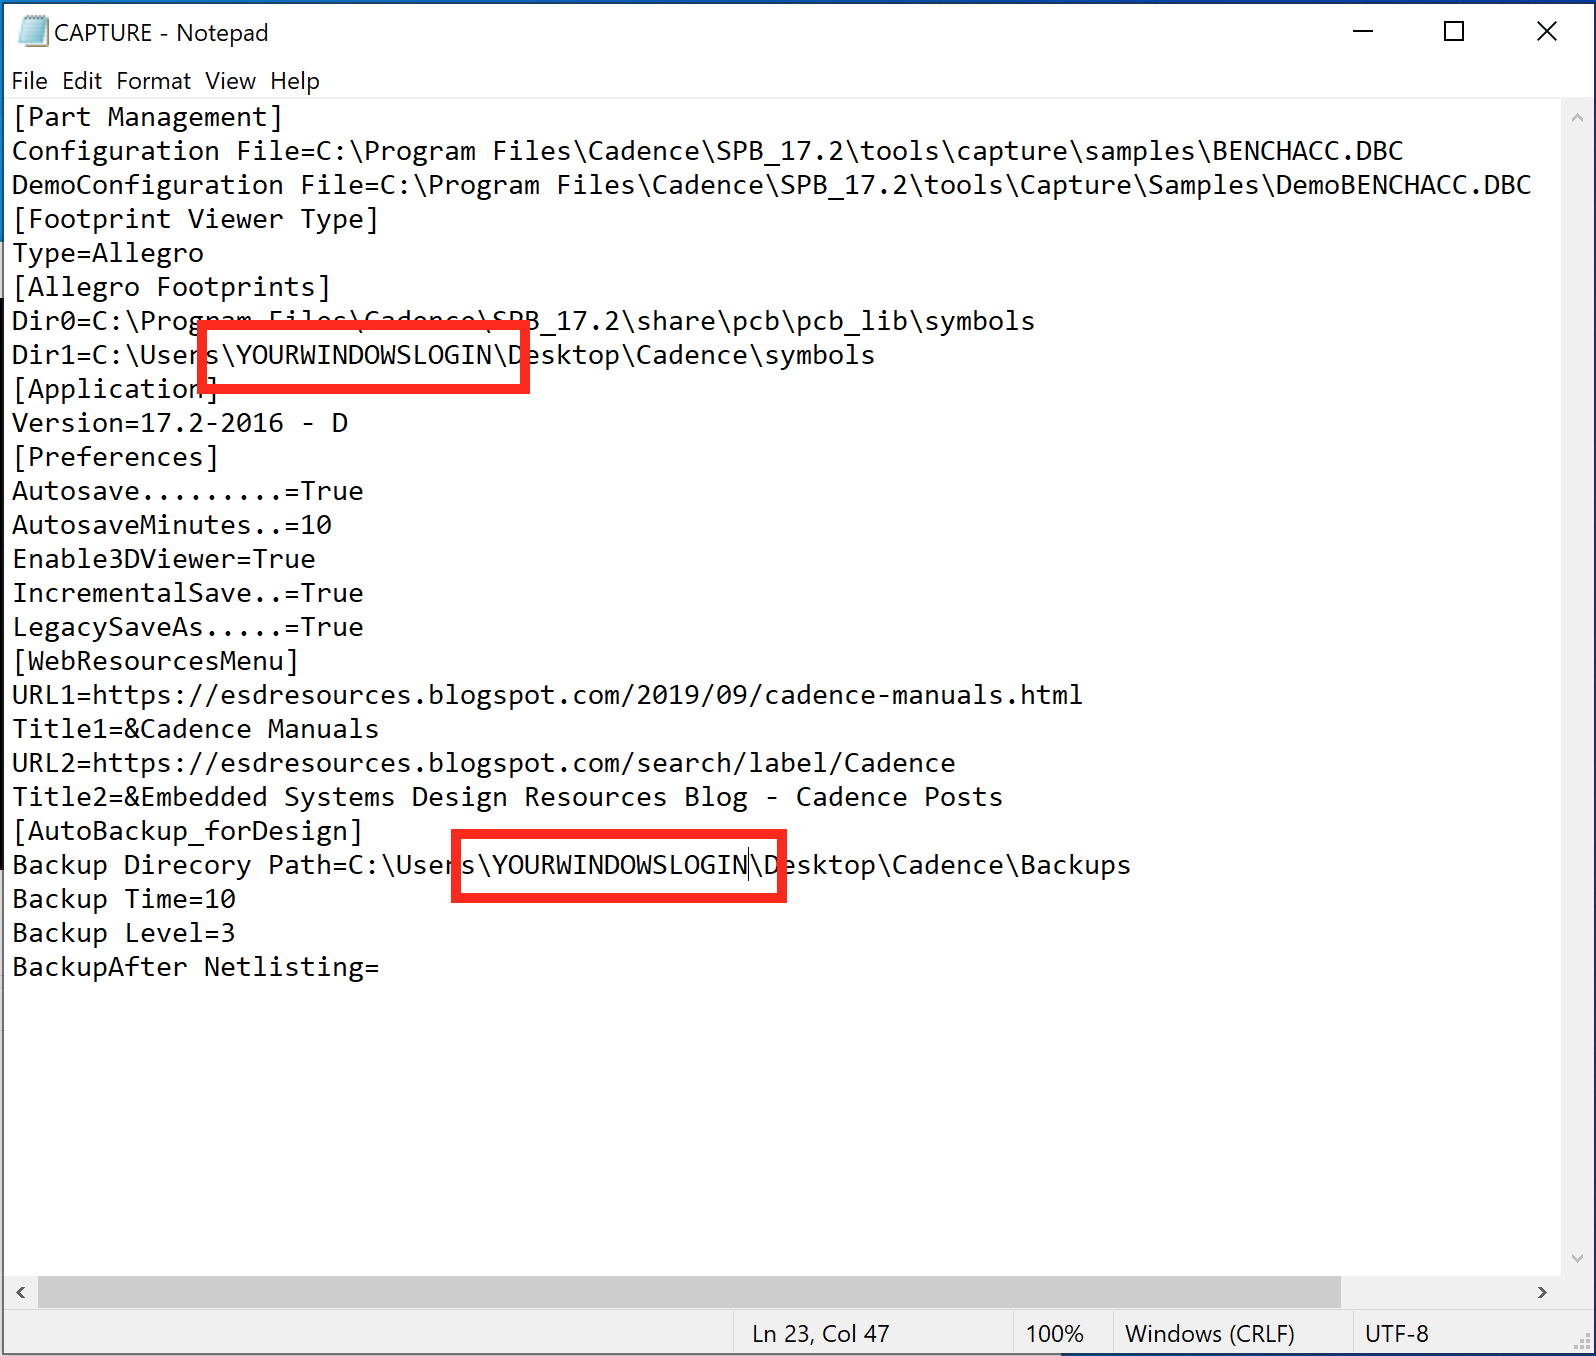 CAPTURE - Notepad
File Edit Format View Help
[Part Management]
Configuration File=C:\Program Files\Cadence\SPB_17.2\tools\capture\samples\BENCHACC.DBC
DemoConfiguration File=C:\Program Files\Cadence\SPB_17.2\tools\Capture\Samples\DemoBENCHACC.DBC
[Footprint Viewer Type]
Type=Allegro
[Allegro Footprints]
Dir0=C:\Program Files\Cadence\SPB_17.2\share\pcb\pcb_lib\symbols
Dir1=C:\Users\YOURWINDOWSLOGIN\Desktop\Cadence\symbols
[Application]
Version=17.2-2016 - D
[Preferences]
Autosave.........=True
AutosaveMinutes..=10
Enable3DViewer=True
IncrementalSave..=True
LegacySaveAs.....=True
[WebResourcesMenu]
URL1=https://esdresources.blogspot.com/2019/09/cadence-manuals.html
Title1=&Cadence Manuals
URL2=https://esdresources.blogspot.com/search/label/Cadence
Title2=&Embedded Systems Design Resources Blog - Cadence Posts
[AutoBackup_forDesign]
Backup Direcory Path=C:\Users\YOURWINDOWSLOGIN\Desktop\Cadence\Backups
Backup Time=10
Backup Level=3
BackupAfter Netlisting=
Ln 23, Col 47 100% Windows (CRLF) UTF-8